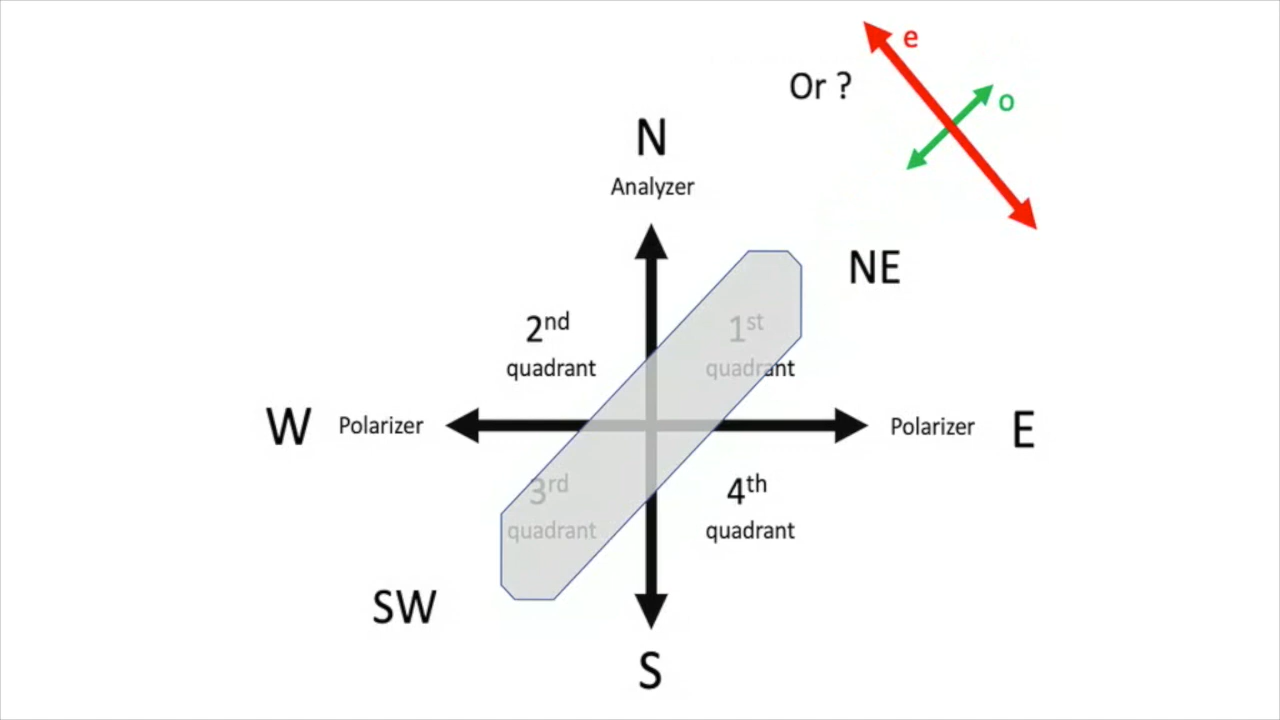 e
Or ?
o
N
Analyzer
NE
2nd
quadrant
1st
quadrant
W
Polarizer
Polarizer
E
3rd
quadrant
4th
quadrant
SW
S